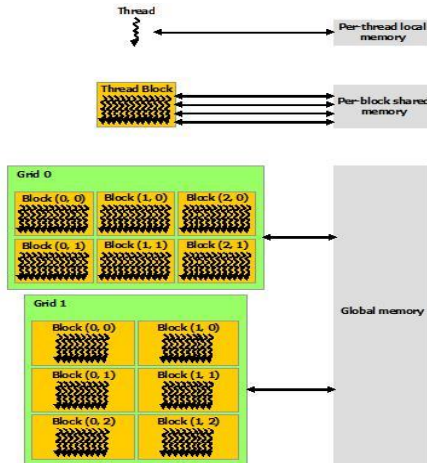 Thread
Per-thread local
memory
Thread Block
Per-block shared
memory
Grid 0
Block (0, 0) Block (1, 0) Block (2, 0)
Block (0, 1) Block (1, 1) Block (2, 1)
Grid 1
Block (0, 0) Block (1, 0)
Global memory
Block (0, 1) Block (1, 1)
Block (0, 2) Block (1, 2)